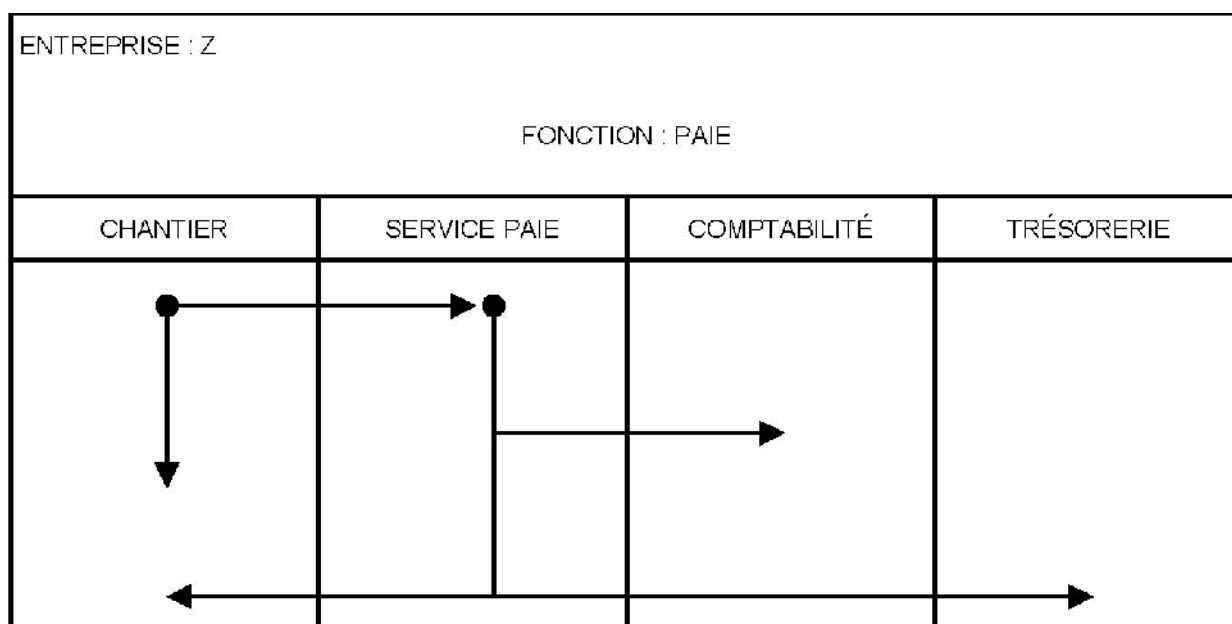 ENTREPRISE : Z
FONCTION : PAIE
CHANTIER
SERVICE PAIE
COMPTABILITÉ
TRÉSORERIE